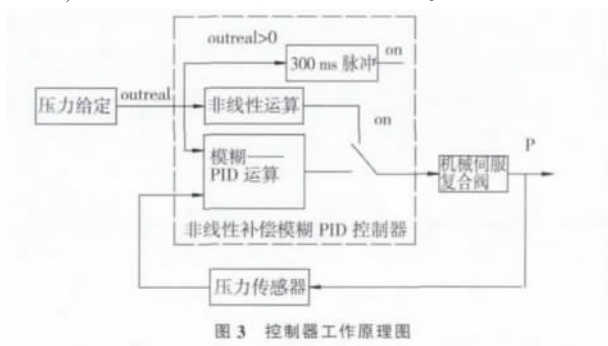 outreal>0
on
300 ms 脉冲
压力给定
outreal
非线性运算
on
模糊——
PID 运算
P
机械伺服
复合阀
非线性补偿模糊 PID 控制器
压力传感器
图 3 控制器工作原理图